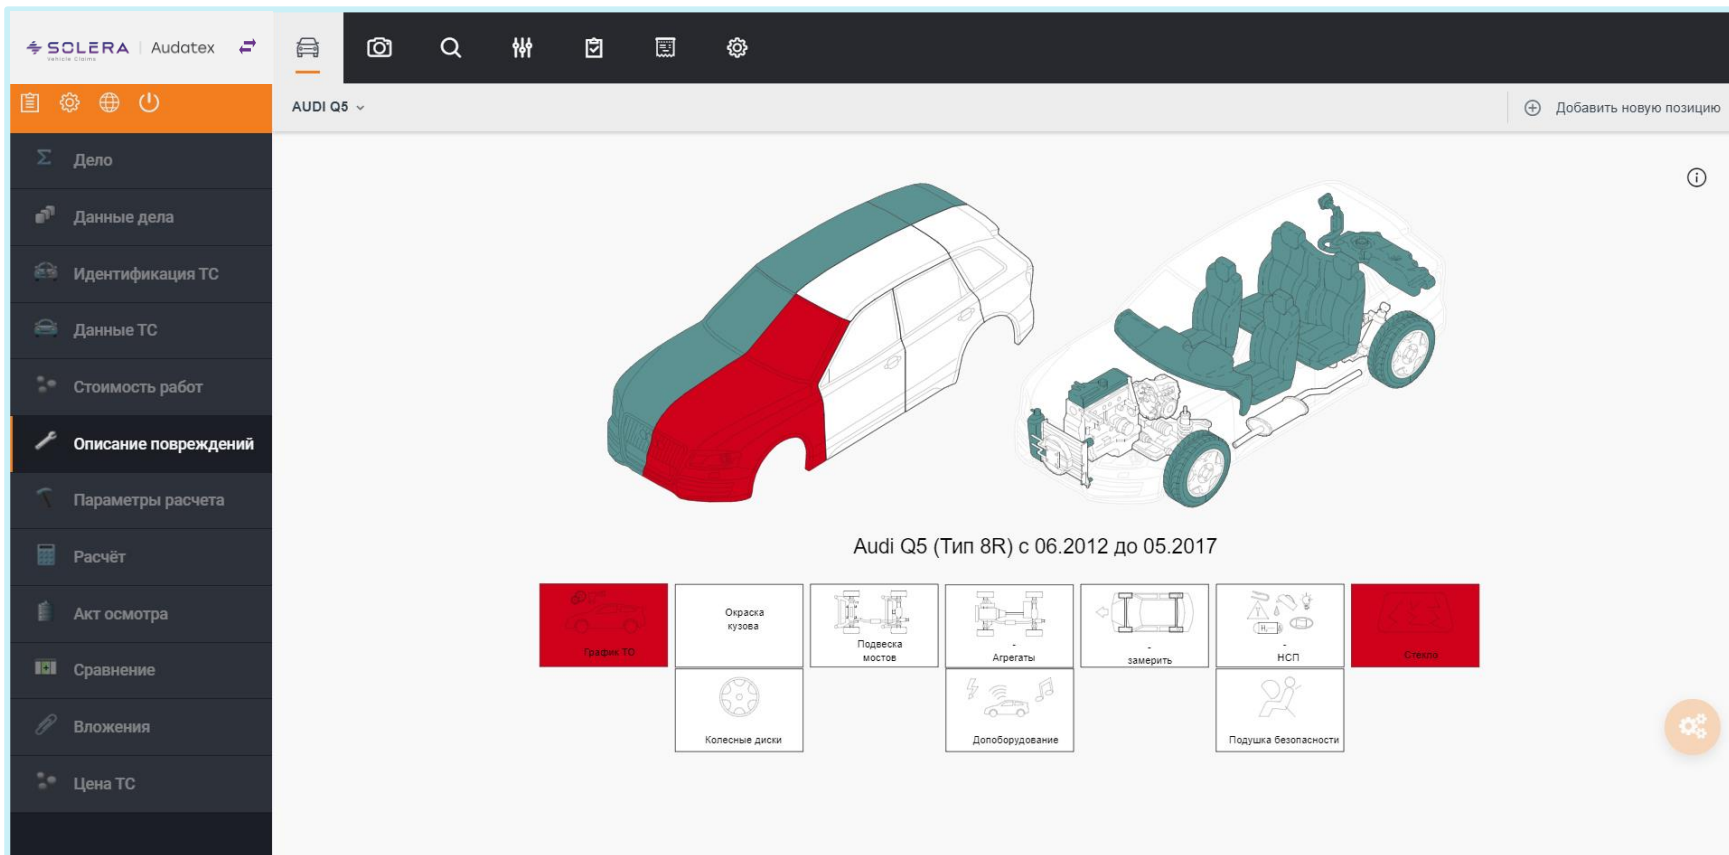 SOLERA | Audatex
Vehicle Claims
AUDI Q5
Добавить новую позицию
Дело
Данные дела
Идентификация ТС
Данные ТС
Стоимость работ
Описание повреждений
Параметры расчета
Расчёт
Акт осмотра
Сравнение
Вложения
Цена ТС
Audi Q5 (Тип 8R) с 06.2012 до 05.2017
График ТО
Окраска
кузова
Подвеска
мостов
-
Агрегаты
-
замерить
-
НСП
Стекло
Колесные диски
Допоборудование
Подушка безопасности